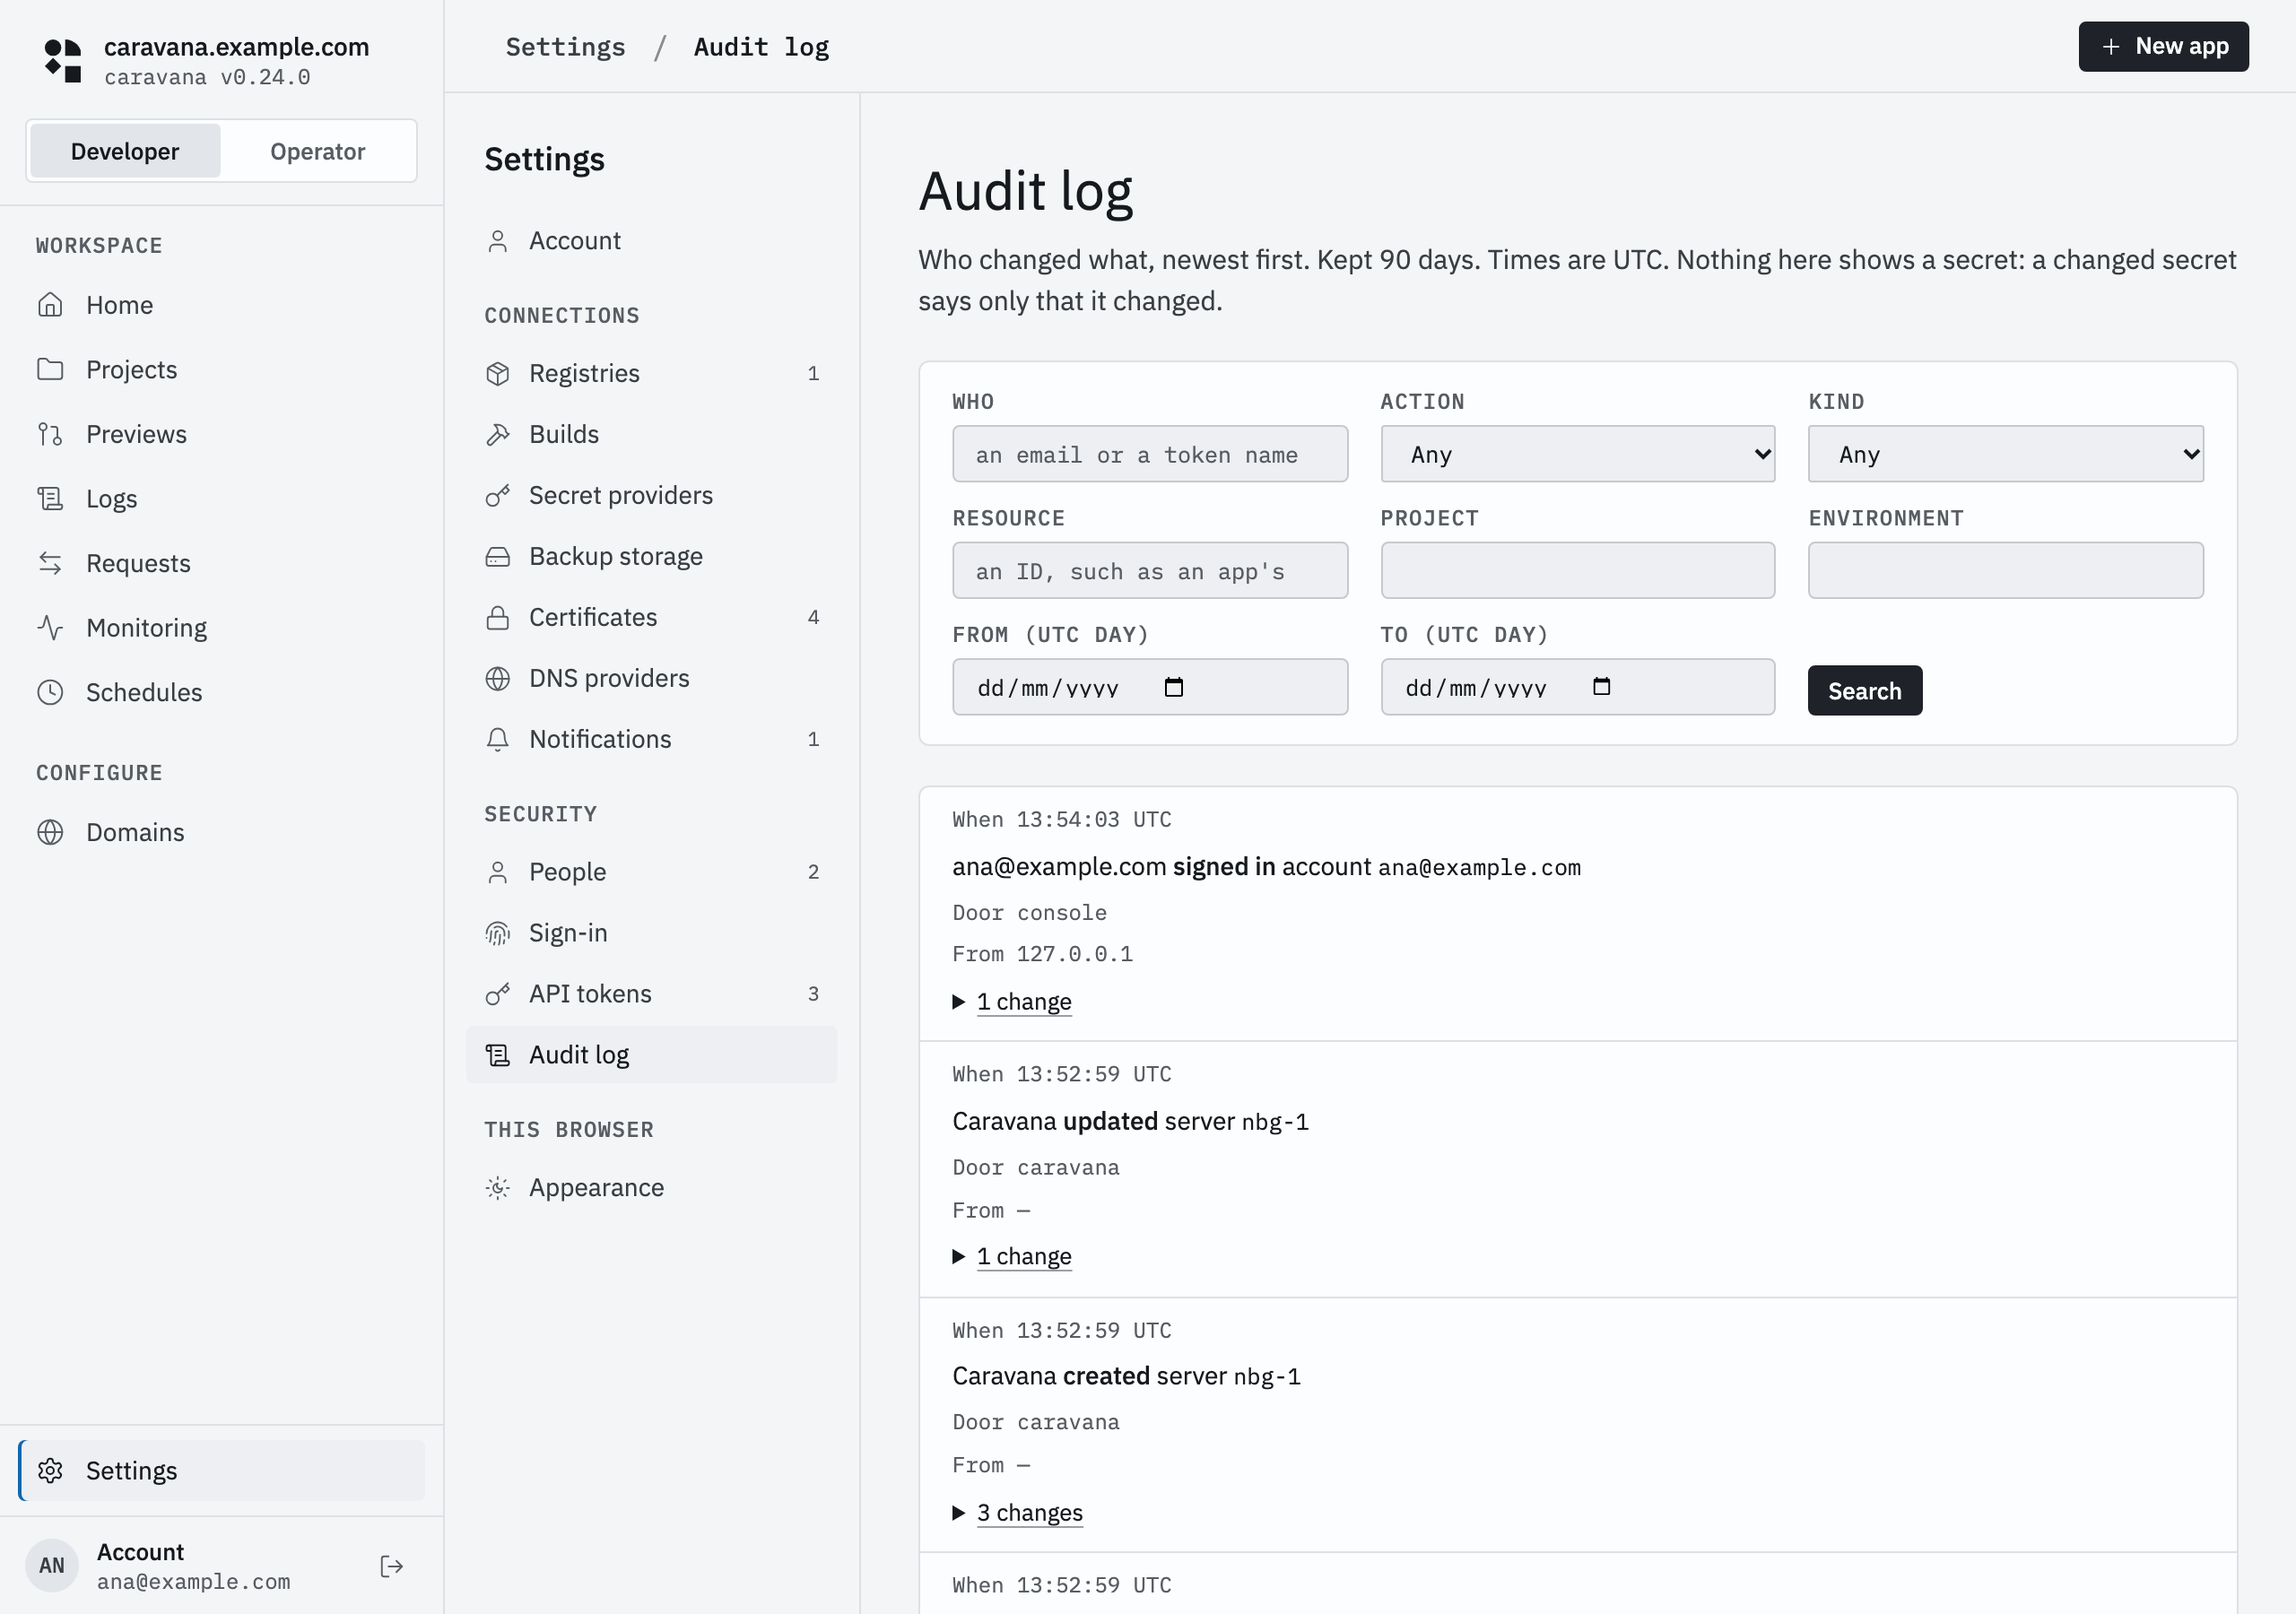 caravana.example.com
caravana v0.24.0
Developer
Operator
WORKSPACE
Home
Projects
Previews
Logs
Requests
Monitoring
Schedules
CONFIGURE
Domains
Settings
AN
Account
ana@example.com
Settings / Audit log
+ New app
Settings
Account
CONNECTIONS
Registries 1
Builds
Secret providers
Backup storage
Certificates 4
DNS providers
Notifications 1
SECURITY
People 2
Sign-in
API tokens 3
Audit log
THIS BROWSER
Appearance
Audit log
Who changed what, newest first. Kept 90 days. Times are UTC. Nothing here shows a secret: a changed secret
says only that it changed.
WHO
an email or a token name
ACTION
Any
KIND
Any
RESOURCE
an ID, such as an app's
PROJECT
ENVIRONMENT
FROM (UTC DAY)
dd/mm/yyyy
TO (UTC DAY)
dd/mm/yyyy
Search
When 13:54:03 UTC
ana@example.com signed in account ana@example.com
Door console
From 127.0.0.1
1 change
When 13:52:59 UTC
Caravana updated server nbg-1
Door caravana
From —
1 change
When 13:52:59 UTC
Caravana created server nbg-1
Door caravana
From —
3 changes
When 13:52:59 UTC